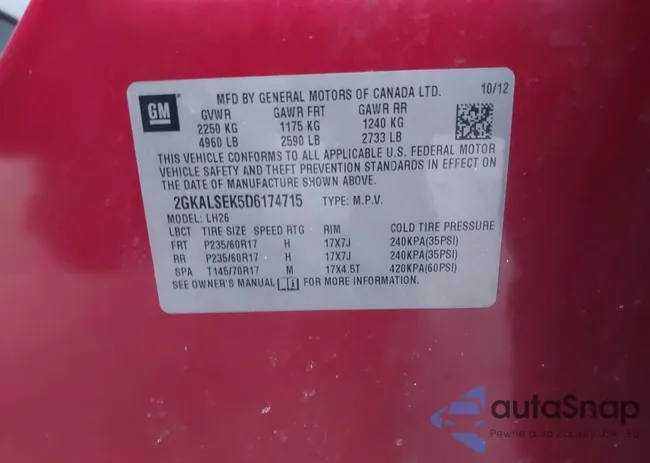 MFD BY GENERAL MOTORS OF CANADA LTD. 10/12
GM
GVWR GAWR FRT GAWR RR
2250 KG 1175 KG 1240 KG
4960 LB 2590 LB 2733 LB
THIS VEHICLE CONFORMS TO ALL APPLICABLE U.S. FEDERAL MOTOR
VEHICLE SAFETY AND THEFT PREVENTION STANDARDS IN EFFECT ON
THE DATE OF MANUFACTURE SHOWN ABOVE.
2GKALSEK5D6174715 TYPE: M.P.V.
MODEL: LH26
LBCT TIRE SIZE SPEED RTG RIM COLD TIRE PRESSURE
FRT P235/60R17 H 17X7J 240KPA(35PSI)
RR P235/60R17 H 17X7J 240KPA(35PSI)
SPA T145/70R17 M 17X4.5T 420KPA(60PSI)
SEE OWNER'S MANUAL FOR MORE INFORMATION.
autaSnap
Pewne auto z